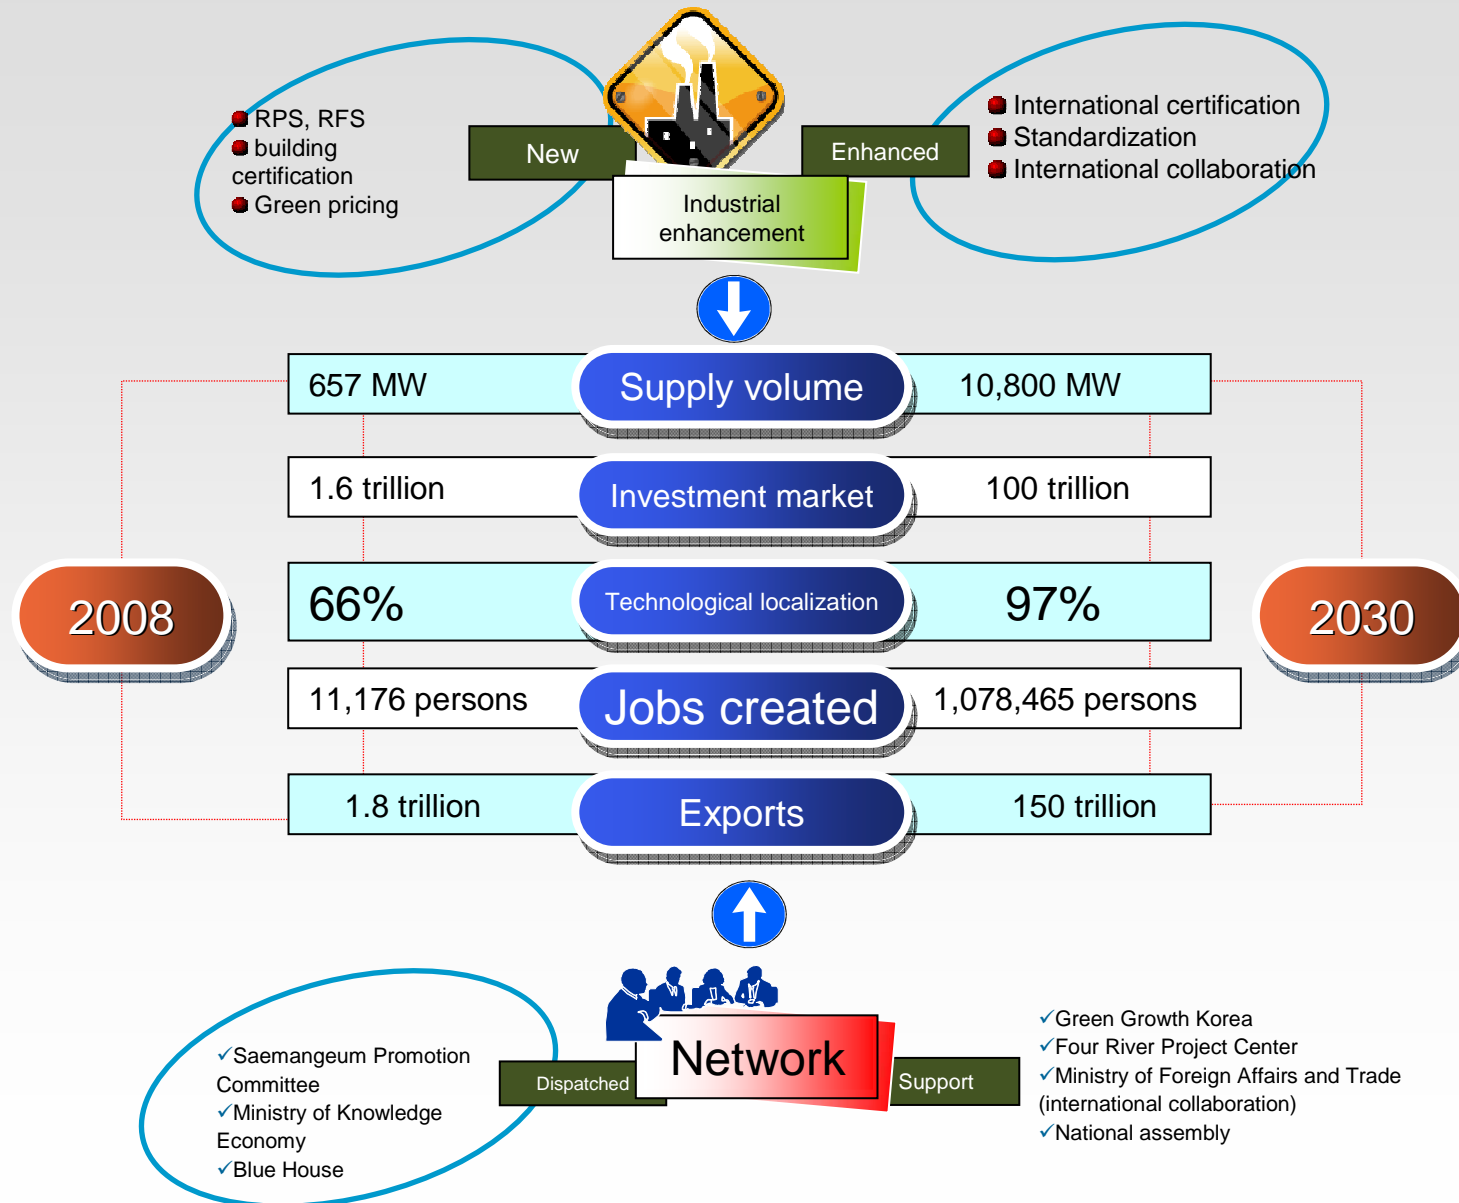 RPS, RFS
building
certification
Green pricing
New
Industrial
enhancement
Enhanced
International certification
Standardization
International collaboration
657 MW
Supply volume
10,800 MW
1.6 trillion
Investment market
100 trillion
2008
66%
Technological localization
97%
2030
11,176 persons
Jobs created
1,078,465 persons
1.8 trillion
Exports
150 trillion
✓Saemangeum Promotion
Committee
✓Ministry of Knowledge
Economy
✓Blue House
Dispatched
Network
Support
✓Green Growth Korea
✓Four River Project Center
✓Ministry of Foreign Affairs and Trade
(international collaboration)
✓National assembly